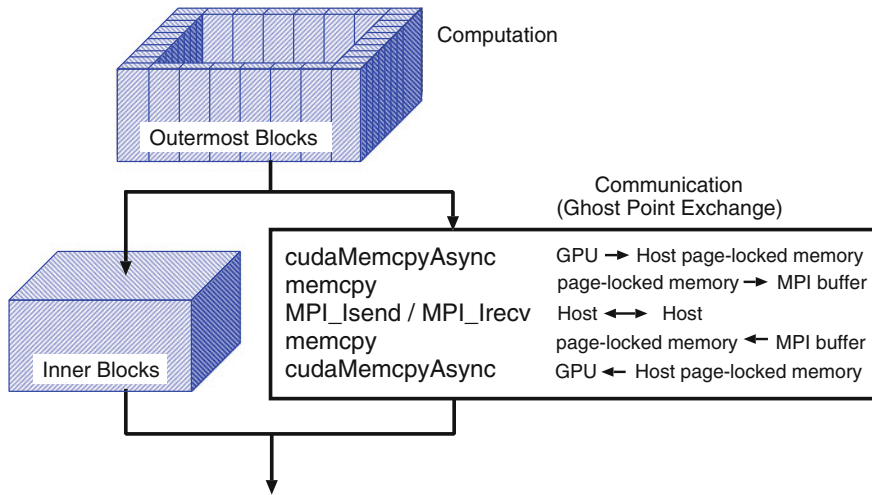 Computation
Outermost Blocks
Communication
(Ghost Point Exchange)
cudaMemcpyAsync GPU → Host page-locked memory
memcpy page-locked memory → MPI buffer
MPI_Isend / MPI_Irecv Host ↔ Host
memcpy page-locked memory ← MPI buffer
cudaMemcpyAsync GPU ← Host page-locked memory
Inner Blocks